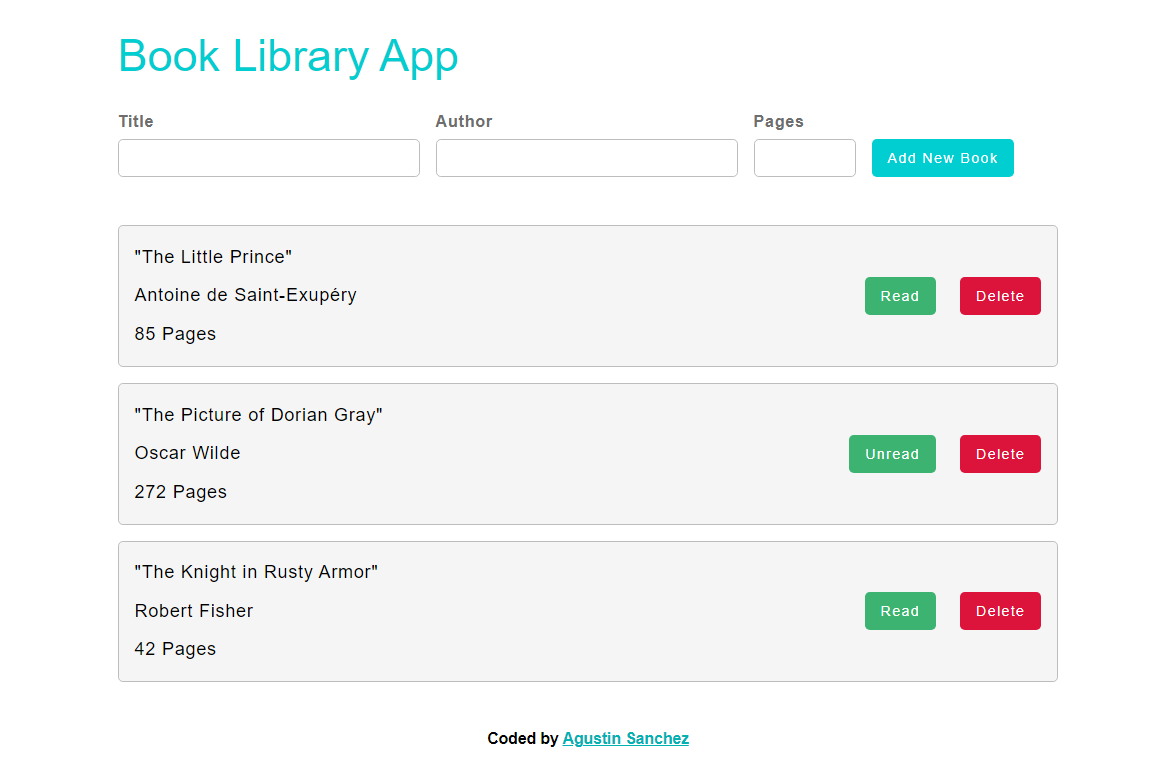 Book Library App
Title Author Pages
Add New Book
"The Little Prince"
Antoine de Saint-Exupéry
85 Pages
Read Delete
"The Picture of Dorian Gray"
Oscar Wilde
272 Pages
Unread Delete
"The Knight in Rusty Armor"
Robert Fisher
42 Pages
Read Delete
Coded by Agustin Sanchez